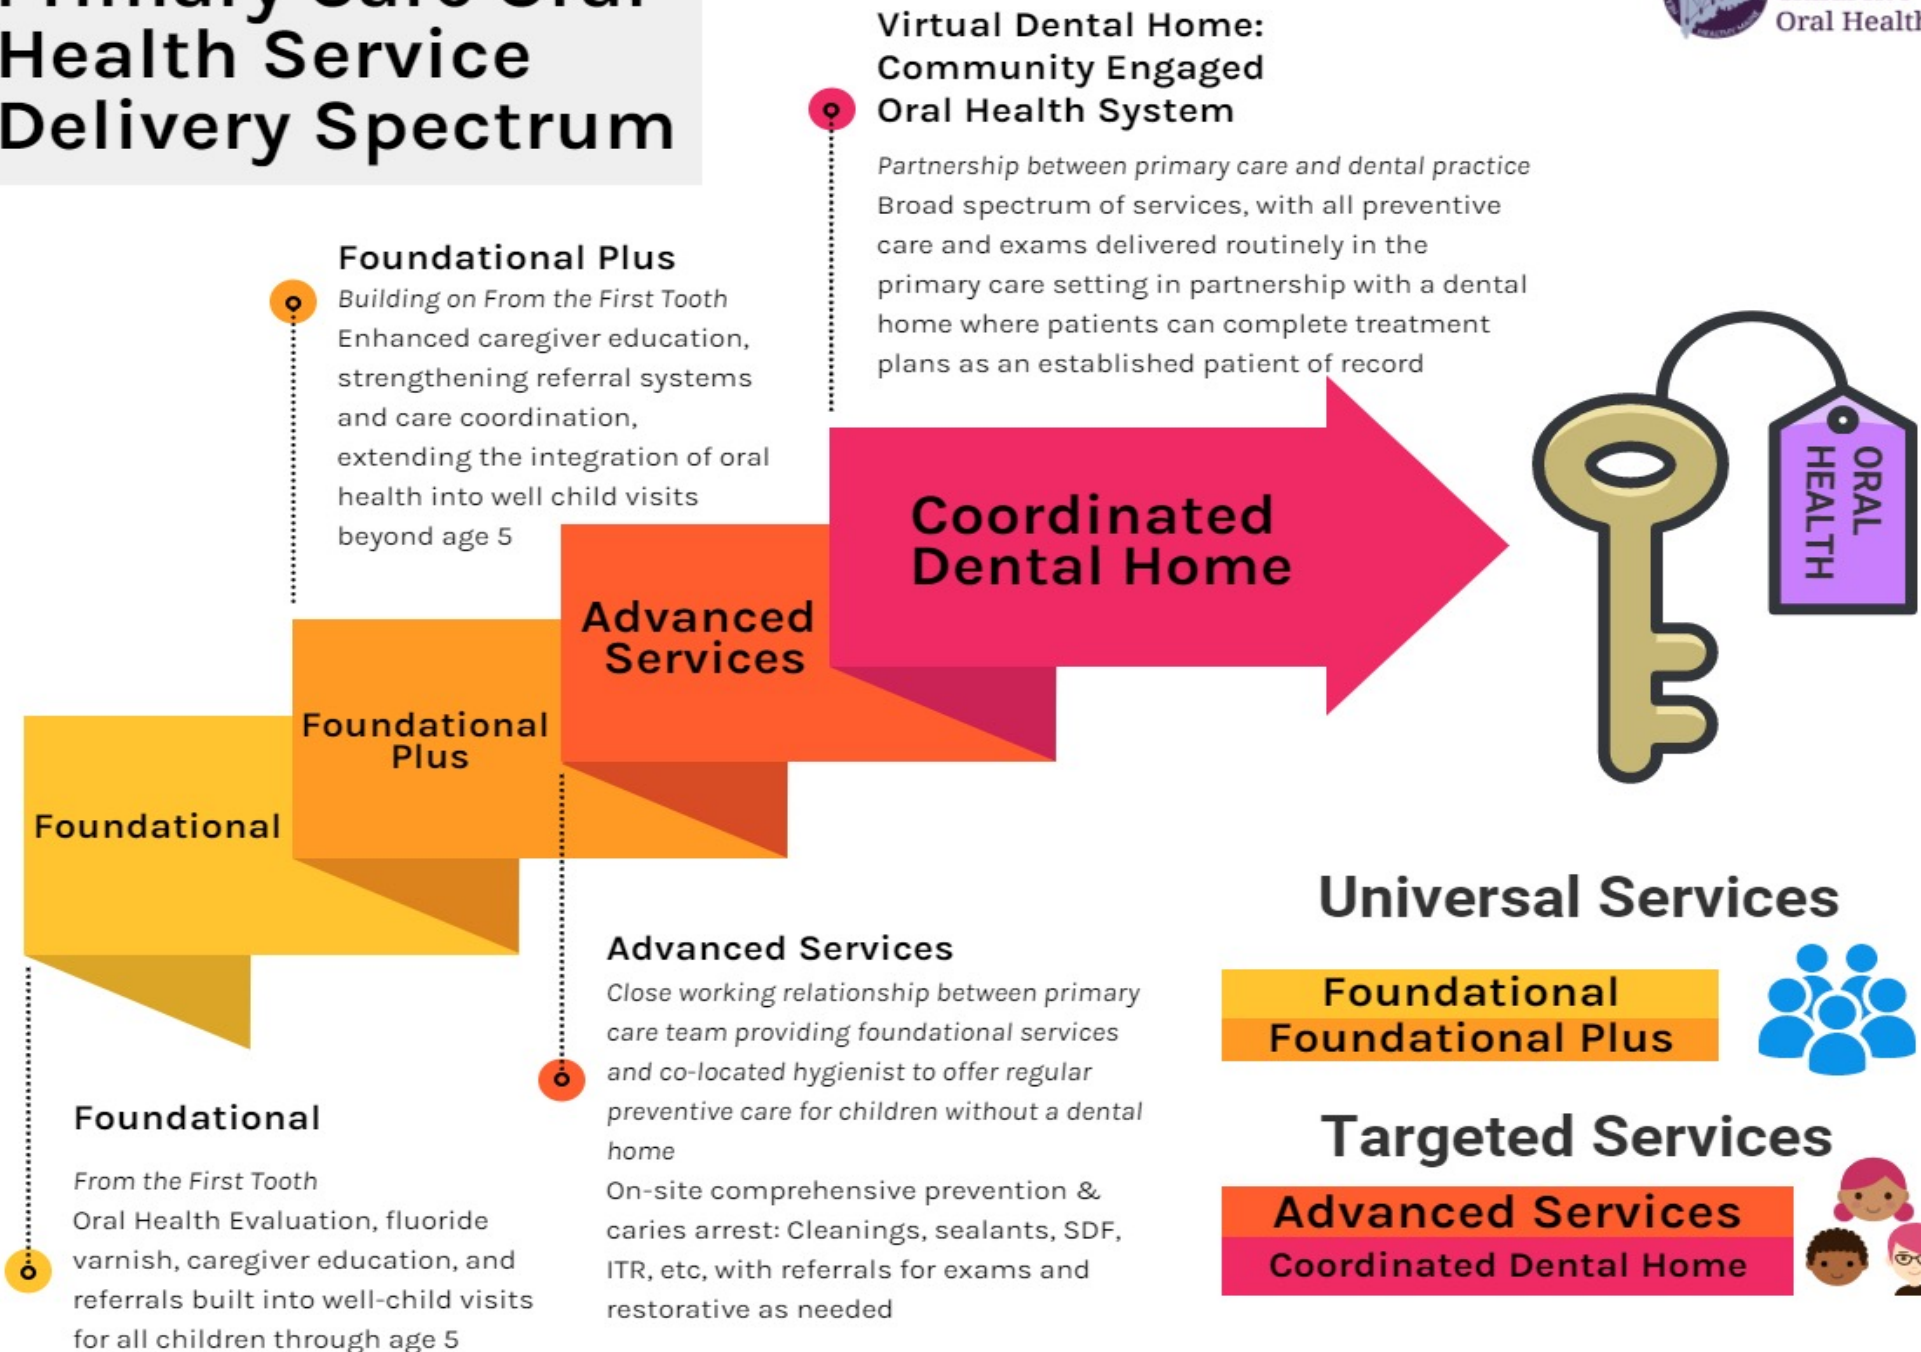 Primary Care Oral
Health Service
Delivery Spectrum
Oral Health
Virtual Dental Home:
Community Engaged
Oral Health System
Partnership between primary care and dental practice
Broad spectrum of services, with all preventive
care and exams delivered routinely in the
primary care setting in partnership with a dental
home where patients can complete treatment
plans as an established patient of record
Foundational Plus
Building on From the First Tooth
Enhanced caregiver education,
strengthening referral systems
and care coordination,
extending the integration of oral
health into well child visits
beyond age 5
Coordinated
Dental Home
ORAL
HEALTH
Advanced
Services
Foundational
Plus
Foundational
Advanced Services
Close working relationship between primary
care team providing foundational services
and co-located hygienist to offer regular
preventive care for children without a dental
home
On-site comprehensive prevention &
caries arrest: Cleanings, sealants, SDF,
ITR, etc, with referrals for exams and
restorative as needed
Foundational
From the First Tooth
Oral Health Evaluation, fluoride
varnish, caregiver education, and
referrals built into well-child visits
for all children through age 5
Universal Services
Foundational
Foundational Plus
Targeted Services
Advanced Services
Coordinated Dental Home